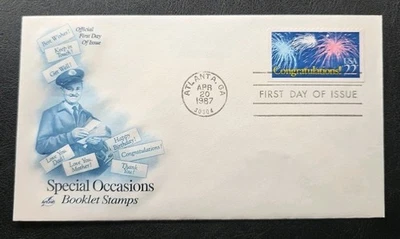 Best Wishes!
Keep in Touch!
Get Well!
Official
First Day
Of Issue
Love You,
Dad!
Love You,
Mother!
Happy
Birthday!
Congratulations!
Thank
You!
Special Occasions
Booklet Stamps
ATLANTA, GA
APR
20
1987
30304
FIRST DAY OF ISSUE
Congratulations!
USA
22